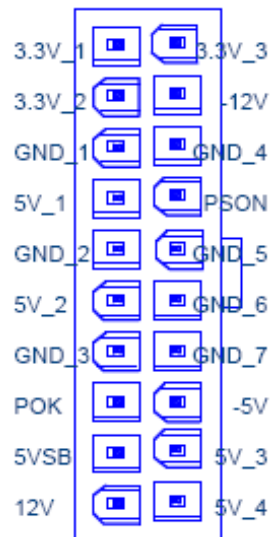 3.3V_1 3.3V_3
3.3V_2 -12V
GND_1 GND_4
5V_1 PSON
GND_2 GND_5
5V_2 GND_6
GND_3 GND_7
POK -5V
5VSB 5V_3
12V 5V_4